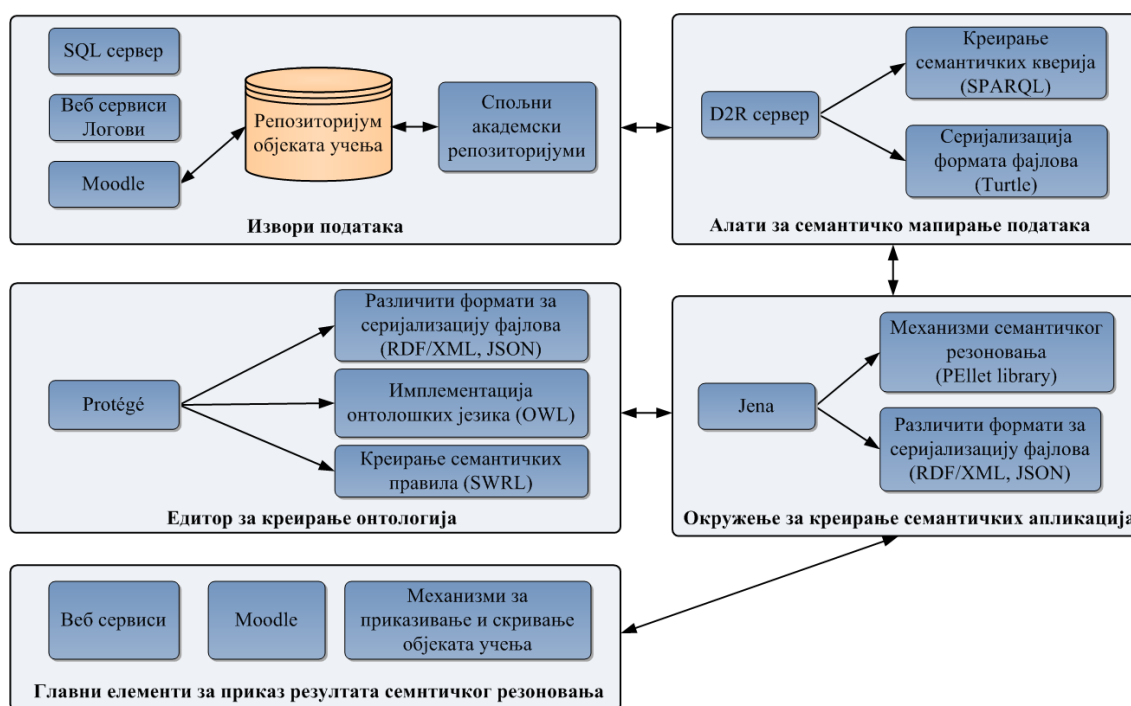 SQL сервер
Веб сервиси
Логови
Moodle
Репозиторијум
објеката учења
Спољни
академски
репозиторијуми
Извори података
D2R сервер
Креирање
семантичких кверија
(SPARQL)
Серијализација
формата фајлова
(Turtle)
Алати за семантичко мапирање података
Protégé
Различити формати за
серијализацију фајлова
(RDF/XML, JSON)
Имплементација
онтолошких језика (OWL)
Креирање семантичких
правила (SWRL)
Едитор за креирање онтологија
Jena
Механизми семантичког
резоновања
(PEllet library)
Различити формати за
серијализацију фајлова
(RDF/XML, JSON)
Окружење за креирање семантичких апликација
Веб сервиси
Moodle
Механизми за
приказивање и скривање
објеката учења
Главни елементи за приказ резултата семнтичког резоновања